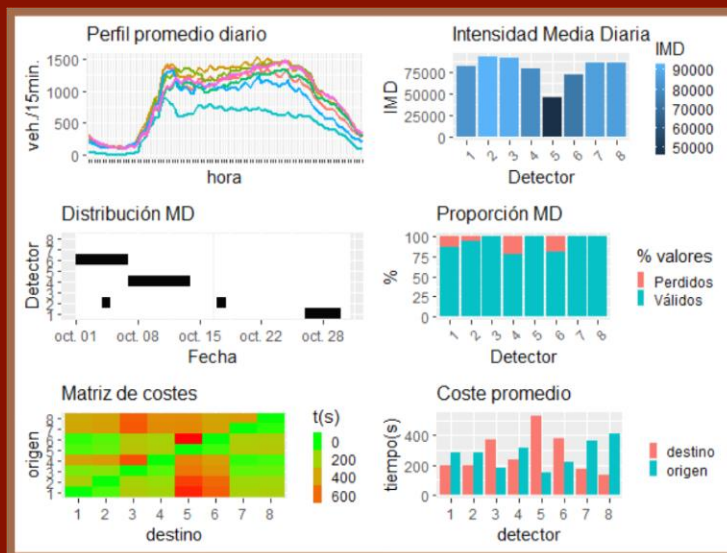 Perfil promedio diario
1500
1000
500
0
veh./15min.
hora
Intensidad Media Diaria
75000
50000
25000
0
IMD
1 2 3 4 5 6 7 8
Detector
IMD
90000
80000
70000
60000
50000
Distribución MD
8
7
6
5
4
3
2
1
Detector
oct. 01 oct. 08 oct. 15 oct. 22 oct. 28
Fecha
Proporción MD
100
75
50
25
0
%
1 2 3 4 5 6 7 8
Detector
% valores
Perdidos
Válidos
Matriz de costes
8
7
6
5
4
3
2
1
origen
1 2 3 4 5 6 7 8
destino
t(s)
0
200
400
600
Coste promedio
400
200
0
tiempo(s)
1 2 3 4 5 6 7 8
detector
destino
origen